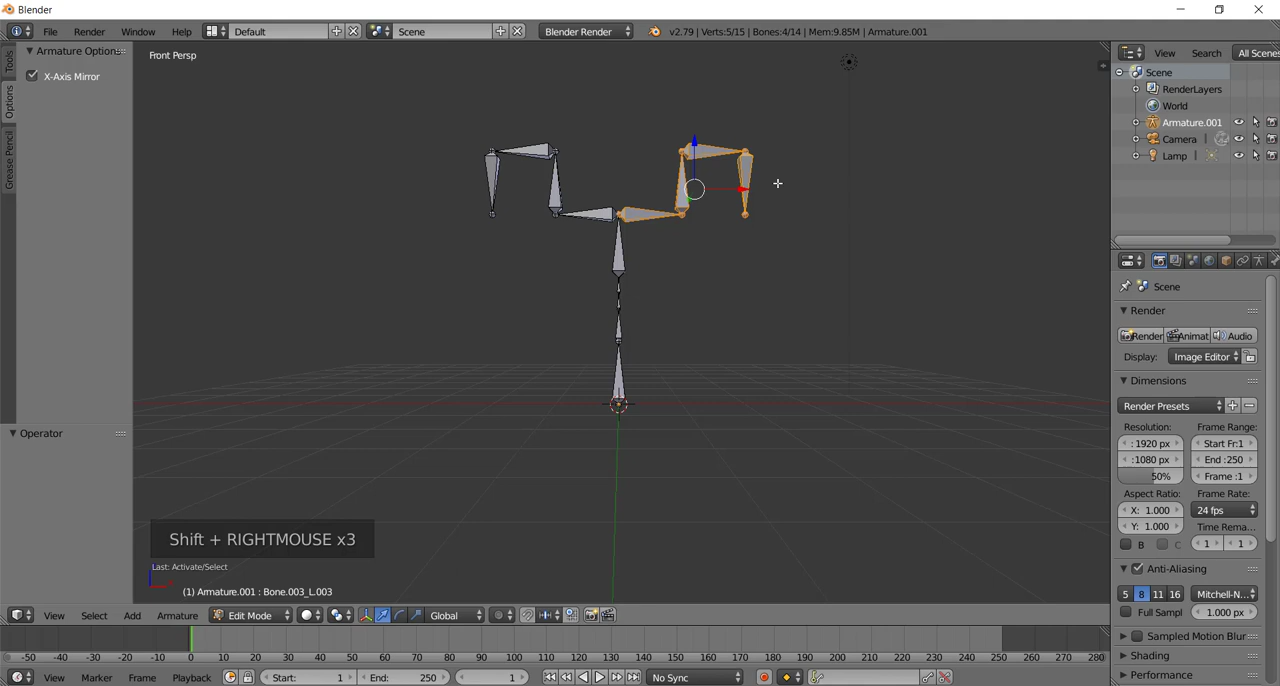 Blender
File Render Window Help Default Scene Blender Render v2.79 | Verts:5/15 | Bones:4/14 | Mem:9.85M | Armature.001
Armature Options
X-Axis Mirror
Tools
Options
Grease Pencil
Operator
Front Persp
Shift + RIGHTMOUSE x3
Last: Activate/Select
(1) Armature.001 : Bone.003_L.003
View Select Add Armature Edit Mode Global
View Search All Scenes
Scene
RenderLayers
World
Armature.001
Camera
Lamp
Scene
Render
Render Animat Audio
Display: Image Editor
Dimensions
Render Presets
Resolution: Frame Range:
: 1920 px Start Fr:1
:1080 px End :250
50% Frame :1
Aspect Ratio: Frame Rate:
X: 1.000 24 fps
Y: 1.000 Time Rema...
B C 1 1
Anti-Aliasing
5 8 11 16 Mitchell-N...
Full Sampl 1.000 px
Sampled Motion Blur
Shading
Performance
-50 -40 -30 -20 -10 0 10 20 30 40 50 60 70 80 90 100 110 120 130 140 150 160 170 180 190 200 210 220 230 240 250 260 270 280
View Marker Frame Playback Start: 1 End: 250 1 No Sync